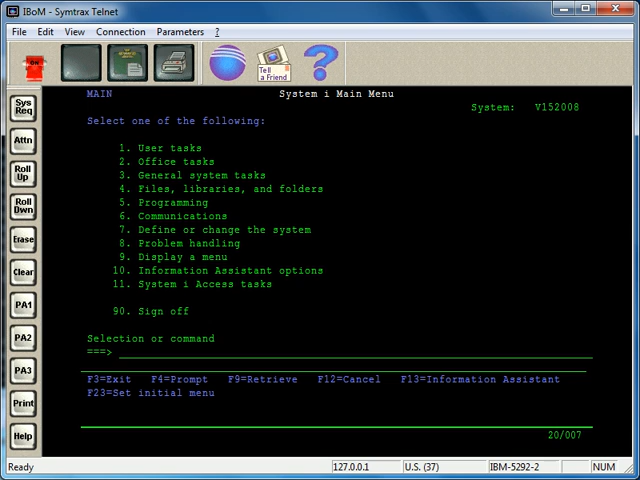 IBoM - Symtrax Telnet
File Edit View Connection Parameters ?
ON
Tell a Friend
Sys Req
Attn
Roll Up
Roll Dwn
Erase
Clear
PA1
PA2
PA3
Print
Help
MAIN System i Main Menu
System: V152008
Select one of the following:
1. User tasks
2. Office tasks
3. General system tasks
4. Files, libraries, and folders
5. Programming
6. Communications
7. Define or change the system
8. Problem handling
9. Display a menu
10. Information Assistant options
11. System i Access tasks
90. Sign off
Selection or command
===>
F3=Exit F4=Prompt F9=Retrieve F12=Cancel F13=Information Assistant
F23=Set initial menu
20/007
Ready 127.0.0.1 U.S. (37) IBM-5292-2 NUM